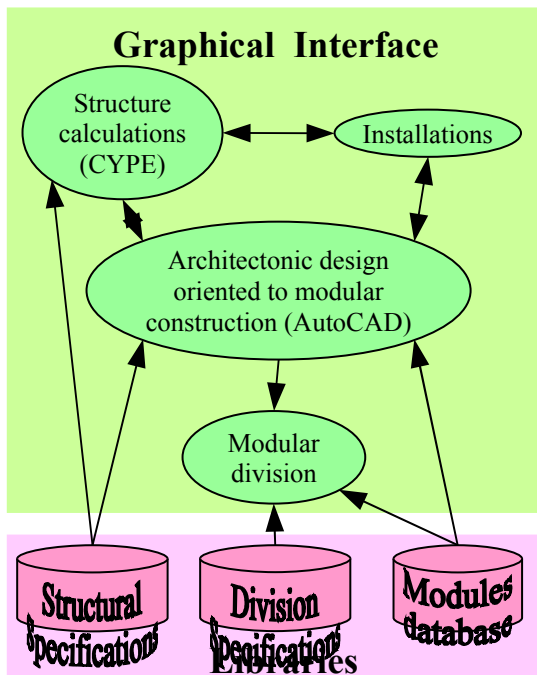 Graphical Interface
Structure
calculations
(CYPE)
Installations
Architectonic design
oriented to modular
construction (AutoCAD)
Modular
division
Structural
Specifications
Division
Specifications
Modules
database
Libraries